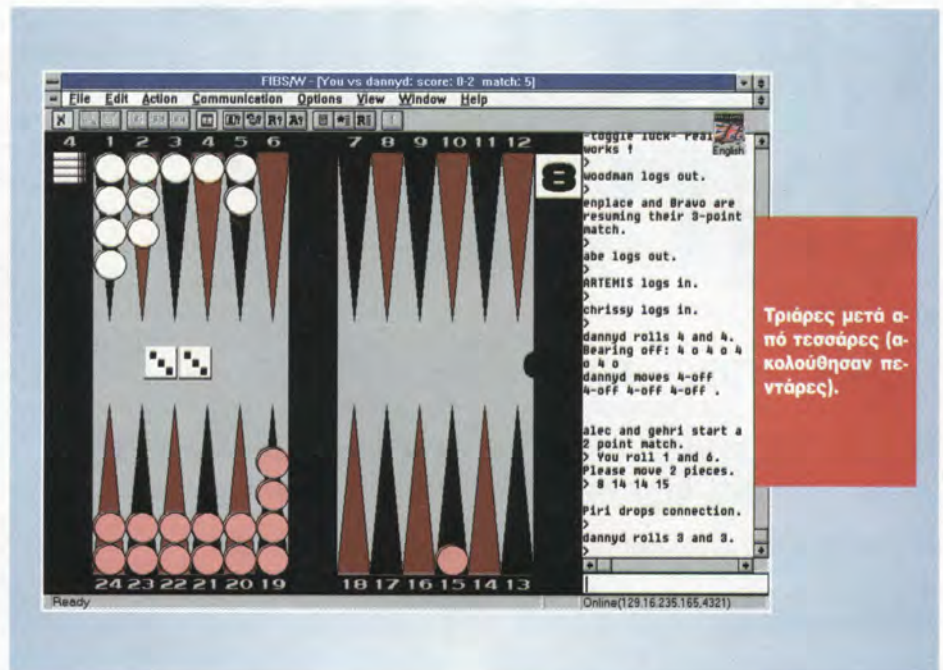 FIBS/W - [You vs dannyd: score: 0-2 match: 5]
File Edit Action Communication Options View Window Help
4 1 2 3 4 5 6 7 8 9 10 11 12
8
English
-toggle luck- real
works !
>
woodman logs out.
>
enplace and Bravo are
resuming their 3-point
match.
>
abe logs out.
>
ARTEMIS logs in.
>
chrissy logs in.
>
dannyd rolls 4 and 4.
Bearing off: 4 o 4 o 4
o 4 o
dannyd moves 4-off
4-off 4-off 4-off .
alec and gehri start a
2 point match.
> You roll 1 and 6.
Please move 2 pieces.
> 8 14 14 15
Piri drops connection.
>
dannyd rolls 3 and 3.
>
24 23 22 21 20 19 18 17 16 15 14 13
Ready
Online(129.16.235.165,4321)
Τριάρες μετά α-
πό τεσσάρες (α-
κολούθησαν πε-
ντάρες).